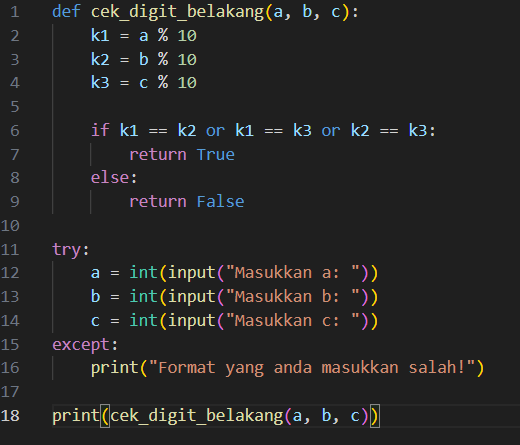 1 def cek_digit_belakang(a, b, c):
2     k1 = a % 10
3     k2 = b % 10
4     k3 = c % 10
5
6     if k1 == k2 or k1 == k3 or k2 == k3:
7         return True
8     else:
9         return False
10
11 try:
12     a = int(input("Masukkan a: "))
13     b = int(input("Masukkan b: "))
14     c = int(input("Masukkan c: "))
15 except:
16     print("Format yang anda masukkan salah!")
17
18 print(cek_digit_belakang(a, b, c))